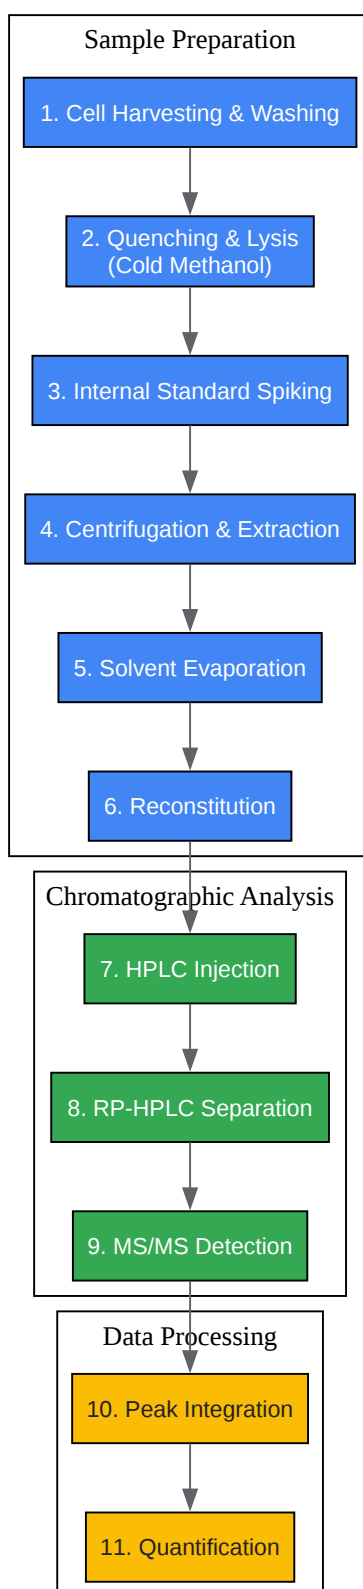 Sample Preparation
1. Cell Harvesting & Washing
2. Quenching & Lysis
(Cold Methanol)
3. Internal Standard Spiking
4. Centrifugation & Extraction
5. Solvent Evaporation
6. Reconstitution
Chromatographic Analysis
7. HPLC Injection
8. RP-HPLC Separation
9. MS/MS Detection
Data Processing
10. Peak Integration
11. Quantification